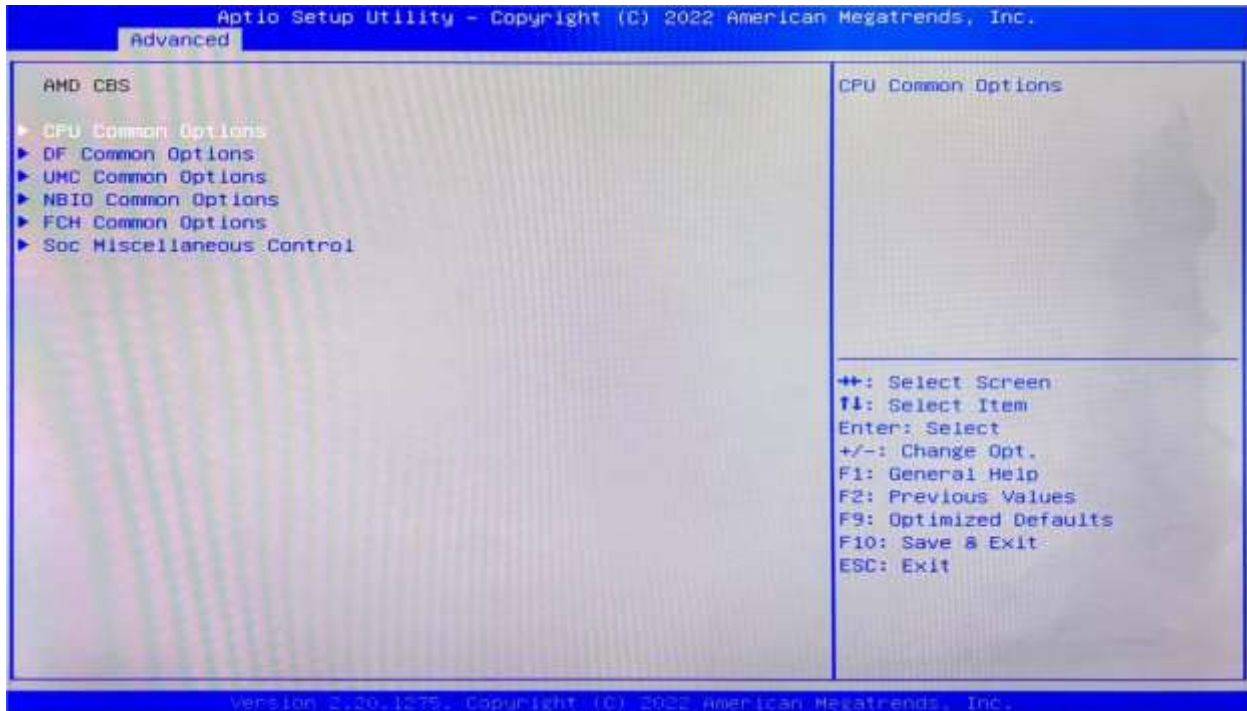 Aptio Setup Utility - Copyright (C) 2022 American Megatrends, Inc.
Advanced
AMD CBS
CPU Common Options
► CPU Common Options
► DF Common Options
► UMC Common Options
► NBIO Common Options
► FCH Common Options
► Soc Miscellaneous Control
→←: Select Screen
↑↓: Select Item
Enter: Select
+/-: Change Opt.
F1: General Help
F2: Previous Values
F9: Optimized Defaults
F10: Save & Exit
ESC: Exit
Version 2.20.1275. Copyright (C) 2022 American Megatrends, Inc.